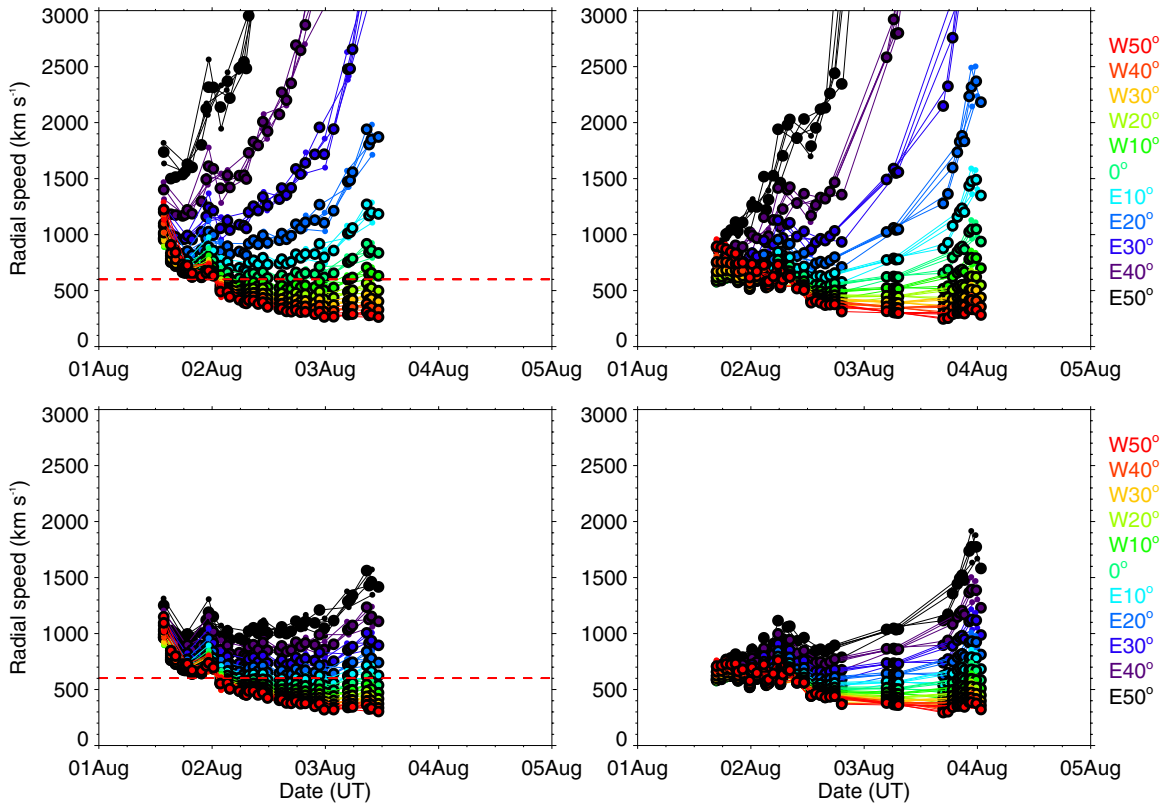 3000
2500
2000
1500
1000
500
0
Radial speed (km s⁻¹)
01Aug 02Aug 03Aug 04Aug 05Aug
3000
2500
2000
1500
1000
500
0
01Aug 02Aug 03Aug 04Aug 05Aug
W50°
W40°
W30°
W20°
W10°
0°
E10°
E20°
E30°
E40°
E50°
3000
2500
2000
1500
1000
500
0
Radial speed (km s⁻¹)
01Aug 02Aug 03Aug 04Aug 05Aug
Date (UT)
3000
2500
2000
1500
1000
500
0
01Aug 02Aug 03Aug 04Aug 05Aug
Date (UT)
W50°
W40°
W30°
W20°
W10°
0°
E10°
E20°
E30°
E40°
E50°